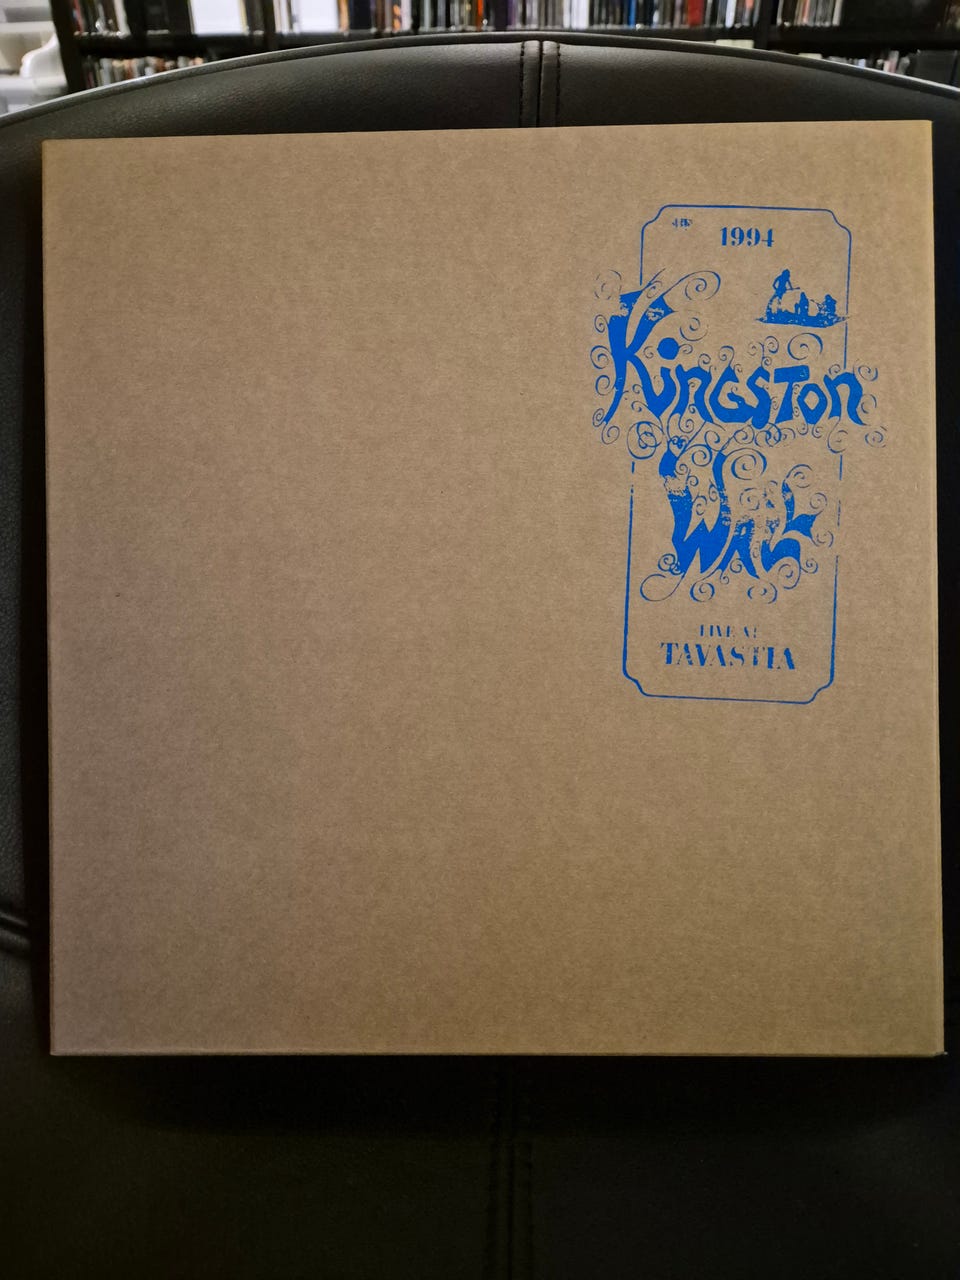 1994
Kingston
Wall
LIVE AT
TAVASTIA